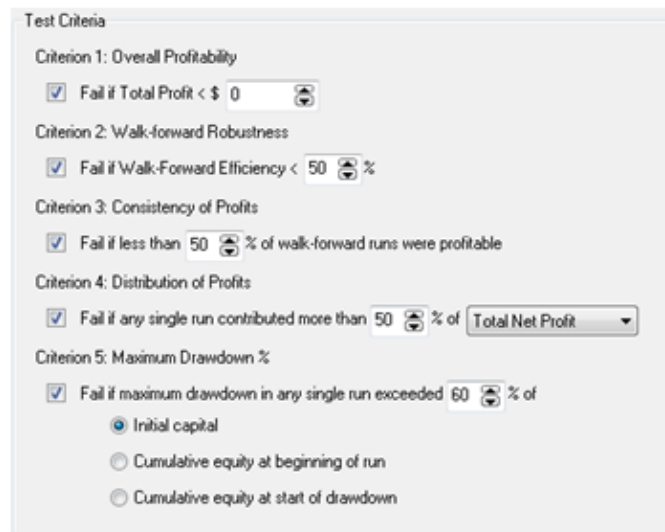 Test Criteria
Criterion 1: Overall Profitability
Fail if Total Profit < $ 0
Criterion 2: Walk-forward Robustness
Fail if Walk-Forward Efficiency < 50 %
Criterion 3: Consistency of Profits
Fail if less than 50 % of walk-forward runs were profitable
Criterion 4: Distribution of Profits
Fail if any single run contributed more than 50 % of Total Net Profit
Criterion 5: Maximum Drawdown %
Fail if maximum drawdown in any single run exceeded 60 % of
Initial capital
Cumulative equity at beginning of run
Cumulative equity at start of drawdown